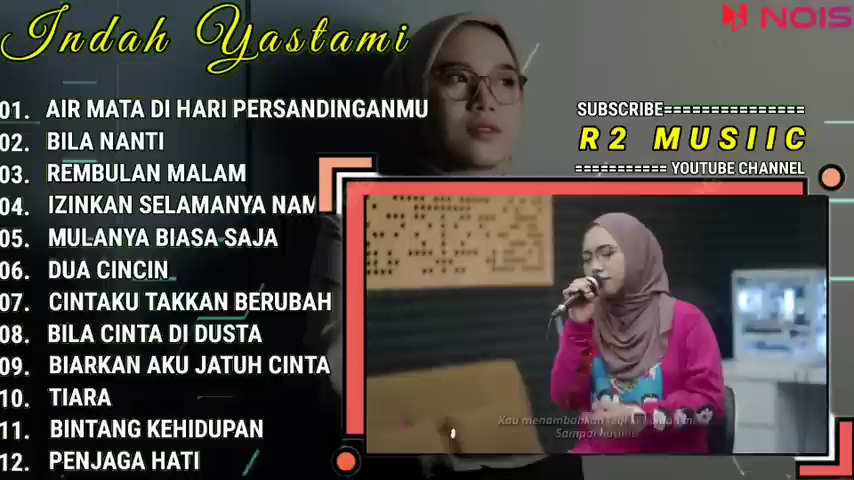 Indah Yastami
NOIS
01. AIR MATA DI HARI PERSANDINGANMU
02. BILA NANTI
03. REMBULAN MALAM
04. IZINKAN SELAMANYA NAM
05. MULANYA BIASA SAJA
06. DUA CINCIN
07. CINTAKU TAKKAN BERUBAH
08. BILA CINTA DI DUSTA
09. BIARKAN AKU JATUH CINTA
10. TIARA
11. BINTANG KEHIDUPAN
12. PENJAGA HATI
SUBSCRIBE===============
R2 MUSIIC
=========== YOUTUBE CHANNEL
Kau menambahkan
Sampai